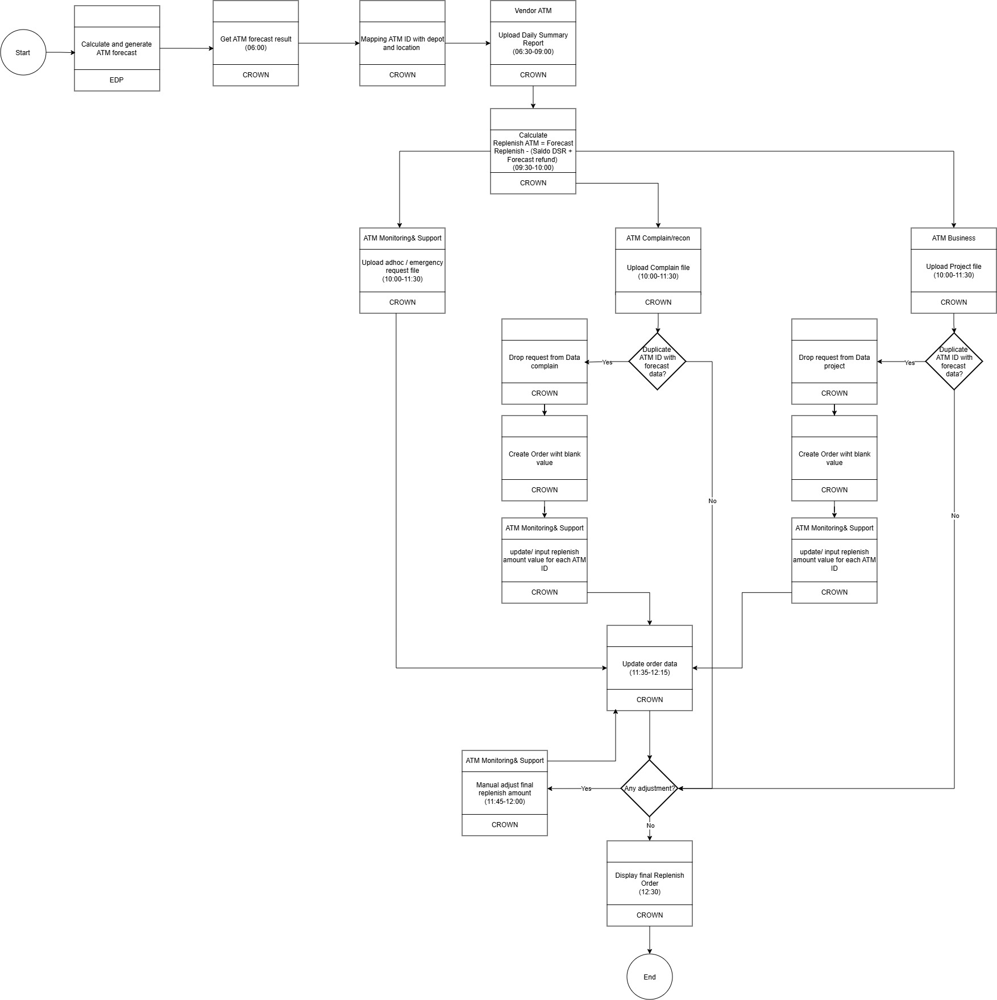 Start
Calculate and generate
ATM forecast
EDP
Get ATM forecast result
(06:00)
CROWN
Mapping ATM ID with depot
and location
CROWN
Vendor ATM
Upload Daily Summary
Report
(06:30-09:00)
CROWN
Calculate
Replenish ATM = Forecast
Replenish - (Saldo DSR +
Forecast refund)
(09:30-10:00)
CROWN
ATM Monitoring& Support
Upload adhoc / emergency
request file
(10:00-11:30)
CROWN
ATM Complain/recon
Upload Complain file
(10:00-11:30)
CROWN
ATM Business
Upload Project file
(10:00-11:30)
CROWN
Duplicate
ATM ID with
forecast
data?
Yes
No
Drop request from Data
complain
CROWN
Create Order wiht blank
value
CROWN
ATM Monitoring& Support
update/ input replenish
amount value for each ATM
ID
CROWN
Duplicate
ATM ID with
forecast
data?
Yes
No
Drop request from Data
project
CROWN
Create Order wiht blank
value
CROWN
ATM Monitoring& Support
update/ input replenish
amount value for each ATM
ID
CROWN
Update order data
(11:35-12:15)
CROWN
Any adjustment?
Yes
No
ATM Monitoring& Support
Manual adjust final
replenish amount
(11:45-12:00)
CROWN
Display final Replenish
Order
(12:30)
CROWN
End